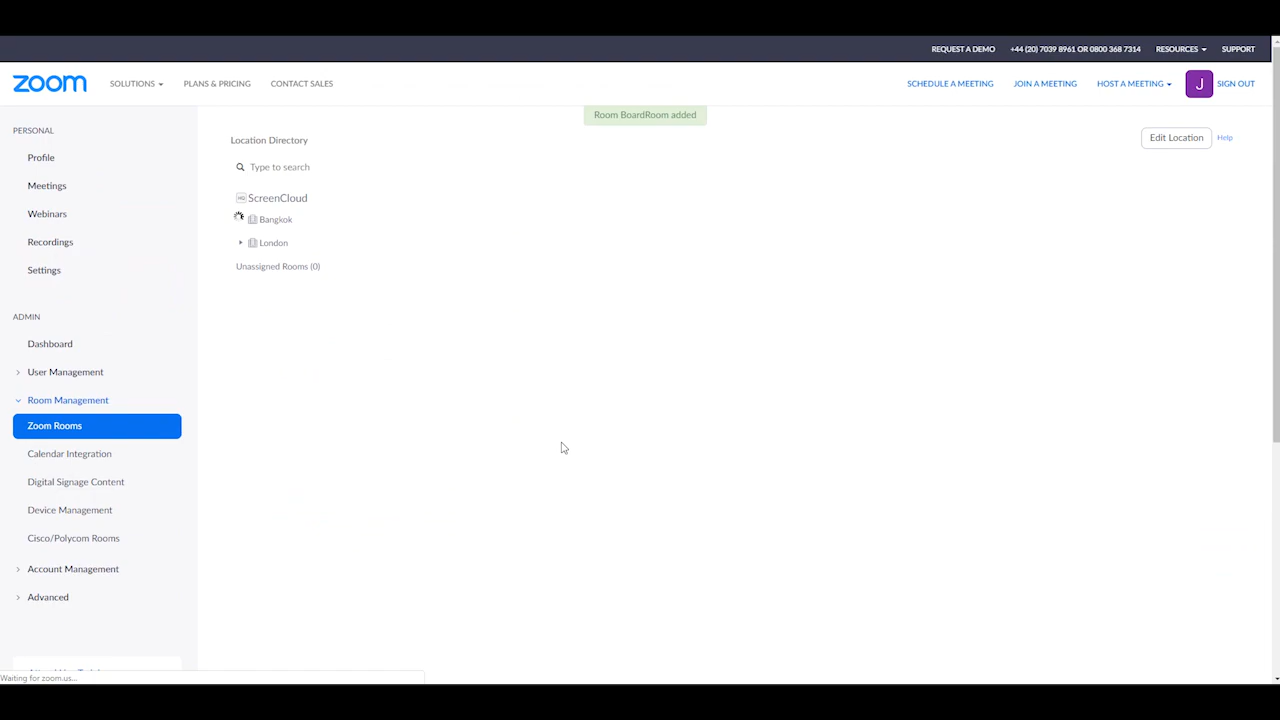 REQUEST A DEMO +44 (20) 7039 8961 OR 0800 368 7314 RESOURCES SUPPORT
zoom SOLUTIONS PLANS & PRICING CONTACT SALES SCHEDULE A MEETING JOIN A MEETING HOST A MEETING J SIGN OUT
Room BoardRoom added
PERSONAL
Profile
Meetings
Webinars
Recordings
Settings
ADMIN
Dashboard
User Management
Room Management
Zoom Rooms
Calendar Integration
Digital Signage Content
Device Management
Cisco/Polycom Rooms
Account Management
Advanced
Location Directory
Edit Location Help
Type to search
ScreenCloud
Bangkok
London
Unassigned Rooms (0)
Waiting for zoom.us...